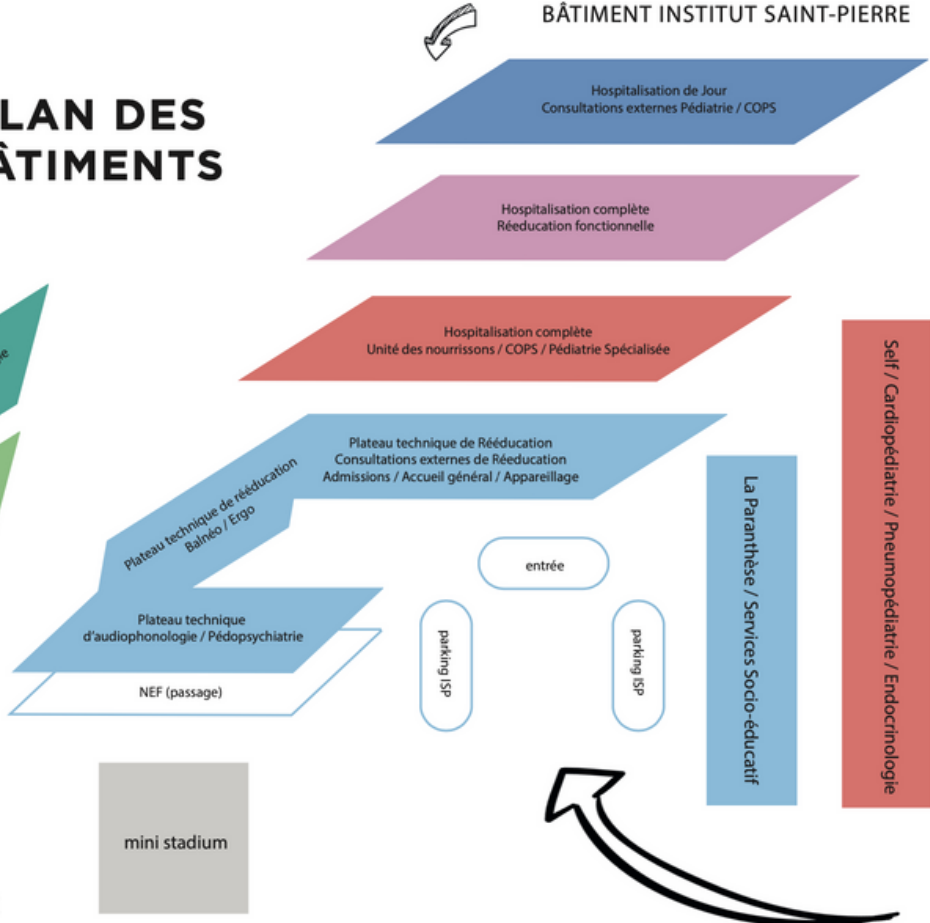 BÂTIMENT INSTITUT SAINT-PIERRE
LAN DES
ÂTIMENTS
Hospitalisation de Jour
Consultations externes Pédiatrie / COPS
Hospitalisation complète
Réeducation fonctionnelle
Hospitalisation complète
Unité des nourrissons / COPS / Pédiatrie Spécialisée
Plateau technique de Rééducation
Consultations externes de Réeducation
Admissions / Accueil général / Appareillage
Plateau technique de rééducation
Balnéo / Ergo
Plateau technique
d'audiophonologie / Pédopsychiatrie
NEF (passage)
entrée
parking ISP
parking ISP
La Paranthèse / Services Socio-éducatif
Self / Cardiopédiatrie / Pneumopédiatrie / Endocrinologie
mini stadium